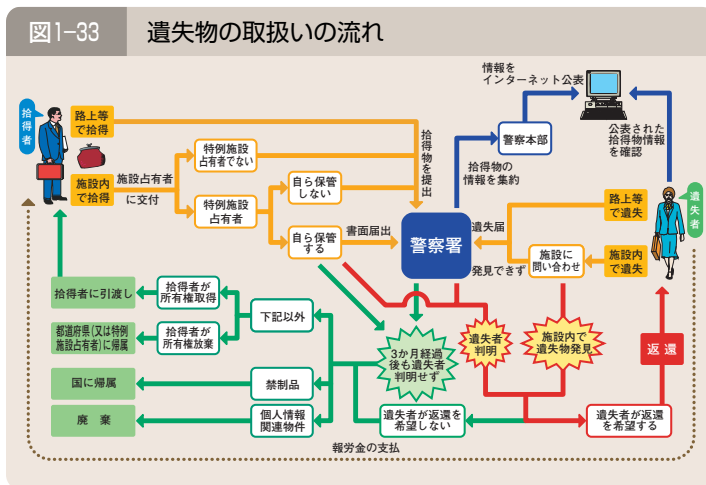 図1–33
遺失物の取扱いの流れ
情報を
インターネット公表
拾得者
路上等
で拾得
施設内
で拾得
施設占有者
に交付
特例施設
占有者でない
特例施設
占有者
自ら保管
しない
自ら保管
する
書面届出
拾得物を提出
警察署
拾得物の
情報を集約
警察本部
公表された
拾得物情報
を確認
遺失者
路上等
で遺失
施設内
で遺失
遺失届
発見できず
施設に
問い合わせ
拾得者に引渡し
拾得者が
所有権取得
都道府県(又は特例
施設占有者)に帰属
拾得者が
所有権放棄
下記以外
国に帰属
禁制品
廃棄
個人情報
関連物件
3か月経過
後も遺失者
判明せず
遺失者
判明
施設内で
遺失物発見
返還
遺失者が返還を
希望しない
遺失者が返還
を希望する
報労金の支払